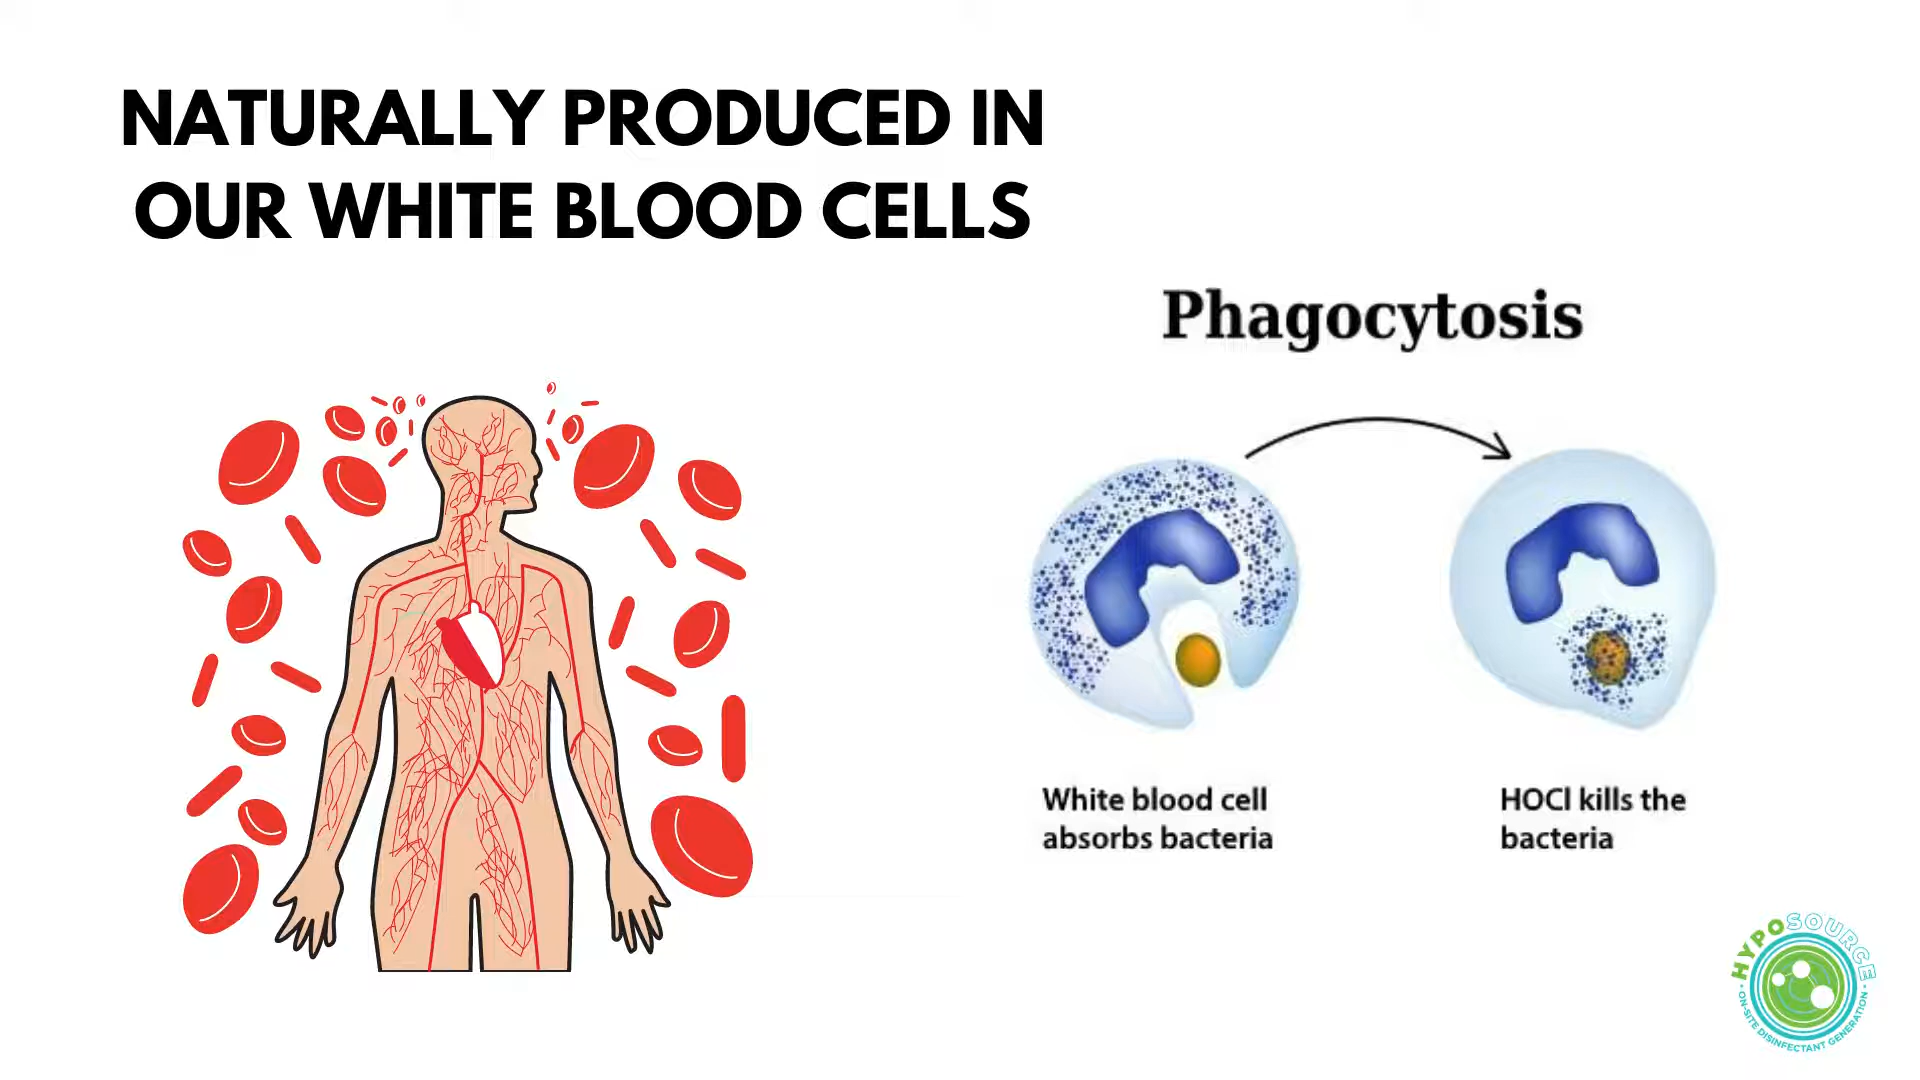 NATURALLY PRODUCED IN
OUR WHITE BLOOD CELLS
Phagocytosis
White blood cell
absorbs bacteria
HOCl kills the
bacteria
HYPOSOURCE
• ON-SITE DISINFECTANT GENERATION •